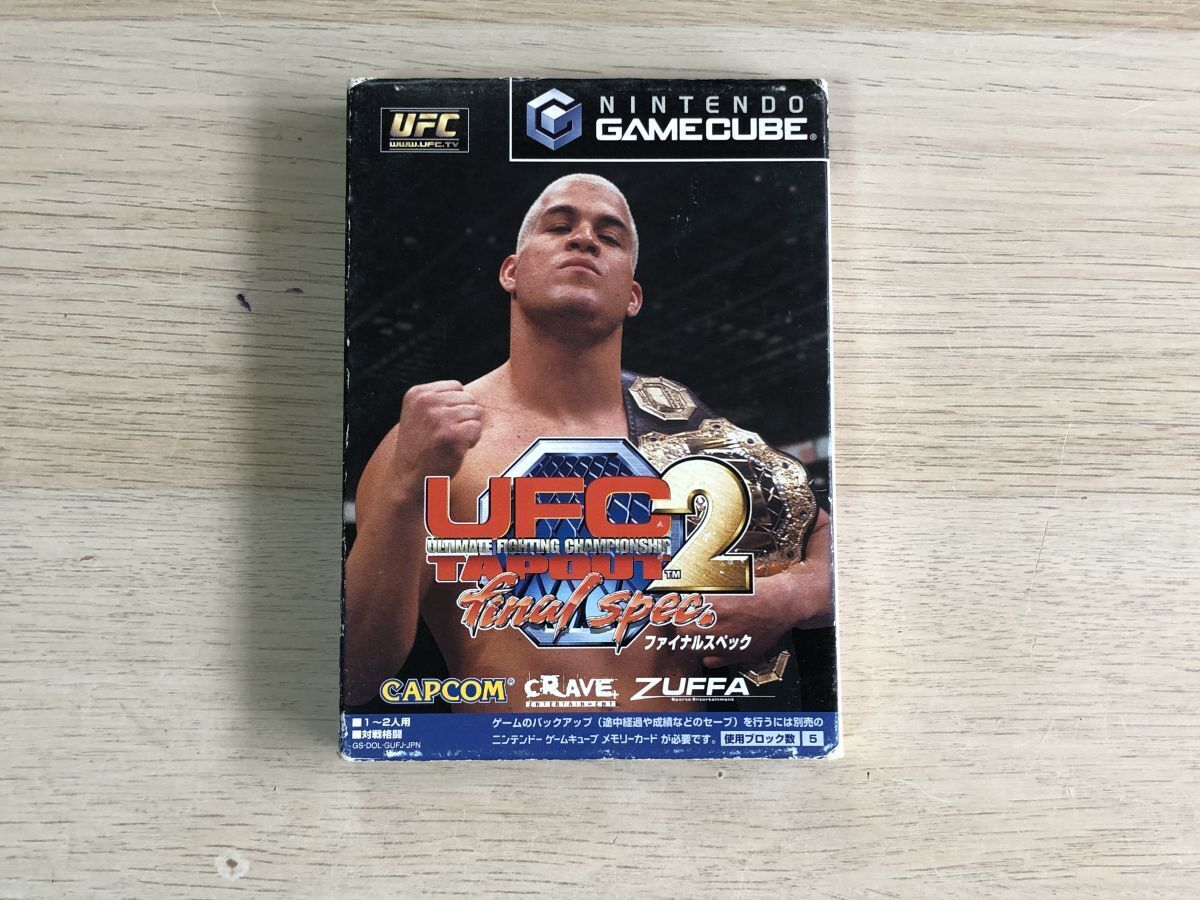 UFC
WWW.UFC.TV
NINTENDO
GAMECUBE®
UFC 2
ULTIMATE FIGHTING CHAMPIONSHIP
TAPOUT™
final spec.
ファイナルスペック
CAPCOM®
CRAVE
ENTERTAINMENT
ZUFFA
Sports Entertainment
■1〜2人用
■対戦格闘
GS-DOL-GUFJ-JPN
ゲームのバックアップ（途中経過や成績などのセーブ）を行うには別売の
ニンテンドー ゲームキューブ メモリーカード が必要です。 使用ブロック数 5